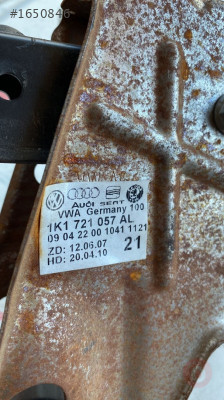 #1650846
Audi SEAT
VWA Germany 100
1K1 721 057 AL
09 04 22 00 1041 1121
ZD: 12.06.07
HD: 20.04.10
21